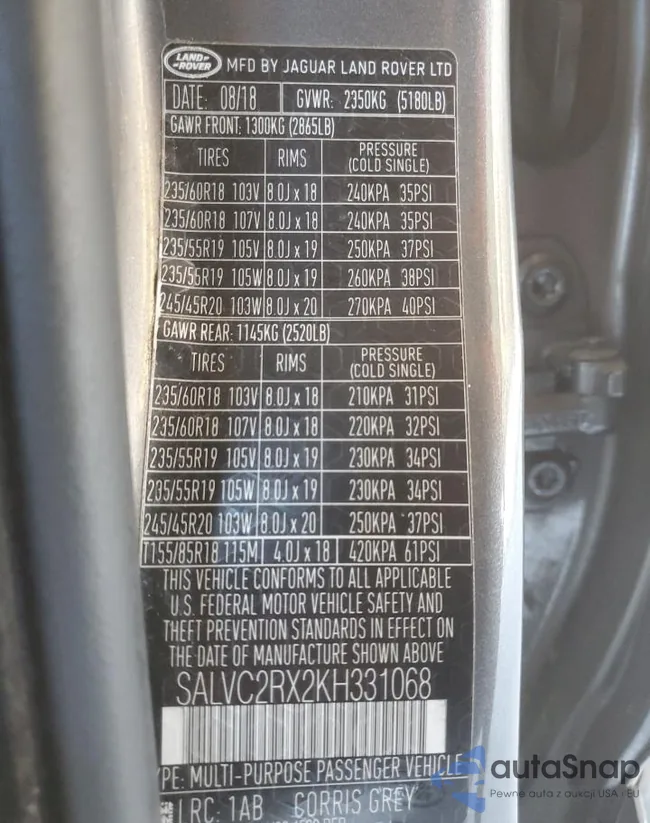 LAND ROVER MFD BY JAGUAR LAND ROVER LTD
DATE: 08/18 GVWR: 2350KG (5180LB)
GAWR FRONT: 1300KG (2865LB)
TIRES RIMS PRESSURE (COLD SINGLE)
235/60R18 103V 8.0J x 18 240KPA 35PSI
235/60R18 107V 8.0J x 18 240KPA 35PSI
235/55R19 105V 8.0J x 19 250KPA 37PSI
235/55R19 105W 8.0J x 19 260KPA 38PSI
245/45R20 103W 8.0J x 20 270KPA 40PSI
GAWR REAR: 1145KG (2520LB)
TIRES RIMS PRESSURE (COLD SINGLE)
235/60R18 103V 8.0J x 18 210KPA 31PSI
235/60R18 107V 8.0J x 18 220KPA 32PSI
235/55R19 105V 8.0J x 19 230KPA 34PSI
235/55R19 105W 8.0J x 19 230KPA 34PSI
245/45R20 103W 8.0J x 20 250KPA 37PSI
T155/85R18 115M 4.0J x 18 420KPA 61PSI
THIS VEHICLE CONFORMS TO ALL APPLICABLE
U.S. FEDERAL MOTOR VEHICLE SAFETY AND
THEFT PREVENTION STANDARDS IN EFFECT ON
THE DATE OF MANUFACTURE SHOWN ABOVE
SALVC2RX2KH331068
YPE: MULTI-PURPOSE PASSENGER VEHICLE
LRC: 1AB CORRIS GREY
autaSnap
Pewne auta z aukcji USA i EU